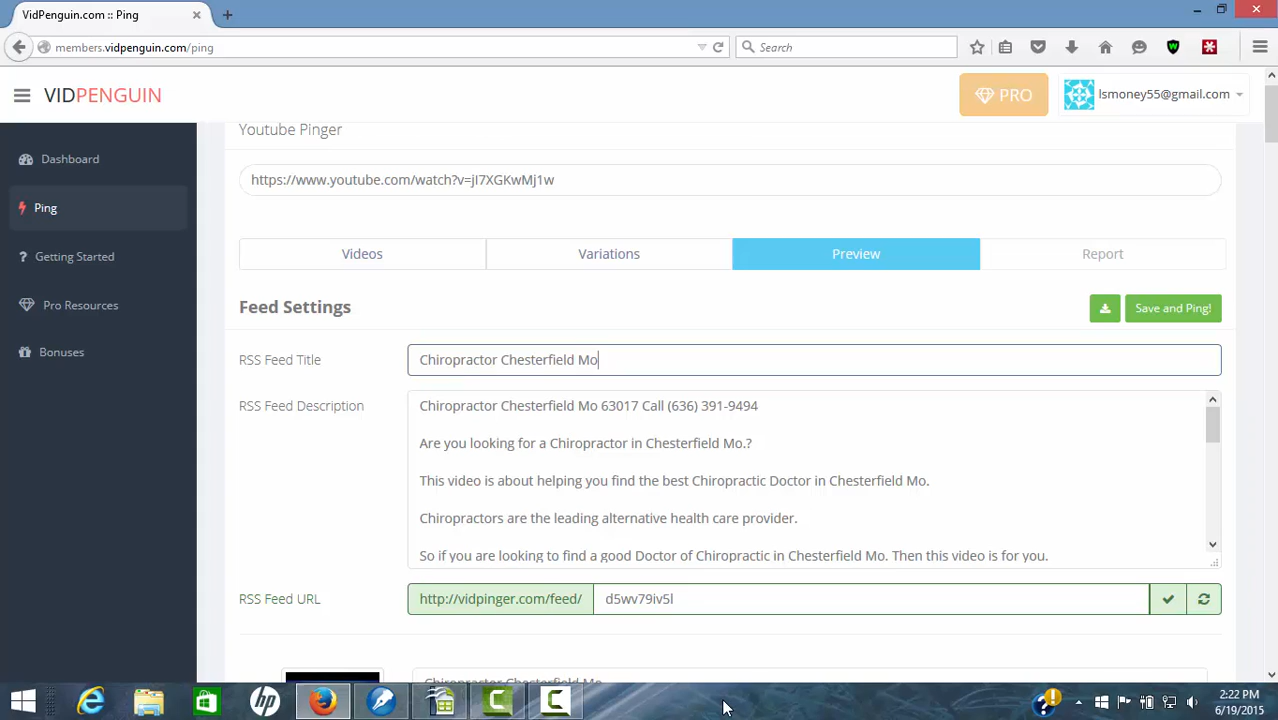 VidPenguin.com :: Ping
members.vidpenguin.com/ping
Search
VIDPENGUIN
PRO
lsmoney55@gmail.com
Dashboard
Ping
Getting Started
Pro Resources
Bonuses
Youtube Pinger
https://www.youtube.com/watch?v=jI7XGKwMj1w
Videos
Variations
Preview
Report
Feed Settings
Save and Ping!
RSS Feed Title
Chiropractor Chesterfield Mo
RSS Feed Description
Chiropractor Chesterfield Mo 63017 Call (636) 391-9494
Are you looking for a Chiropractor in Chesterfield Mo.?
This video is about helping you find the best Chiropractic Doctor in Chesterfield Mo.
Chiropractors are the leading alternative health care provider.
So if you are looking to find a good Doctor of Chiropractic in Chesterfield Mo. Then this video is for you.
RSS Feed URL
http://vidpinger.com/feed/
d5wv79iv5l
Chiropractor Chesterfield Mo
2:22 PM
6/19/2015